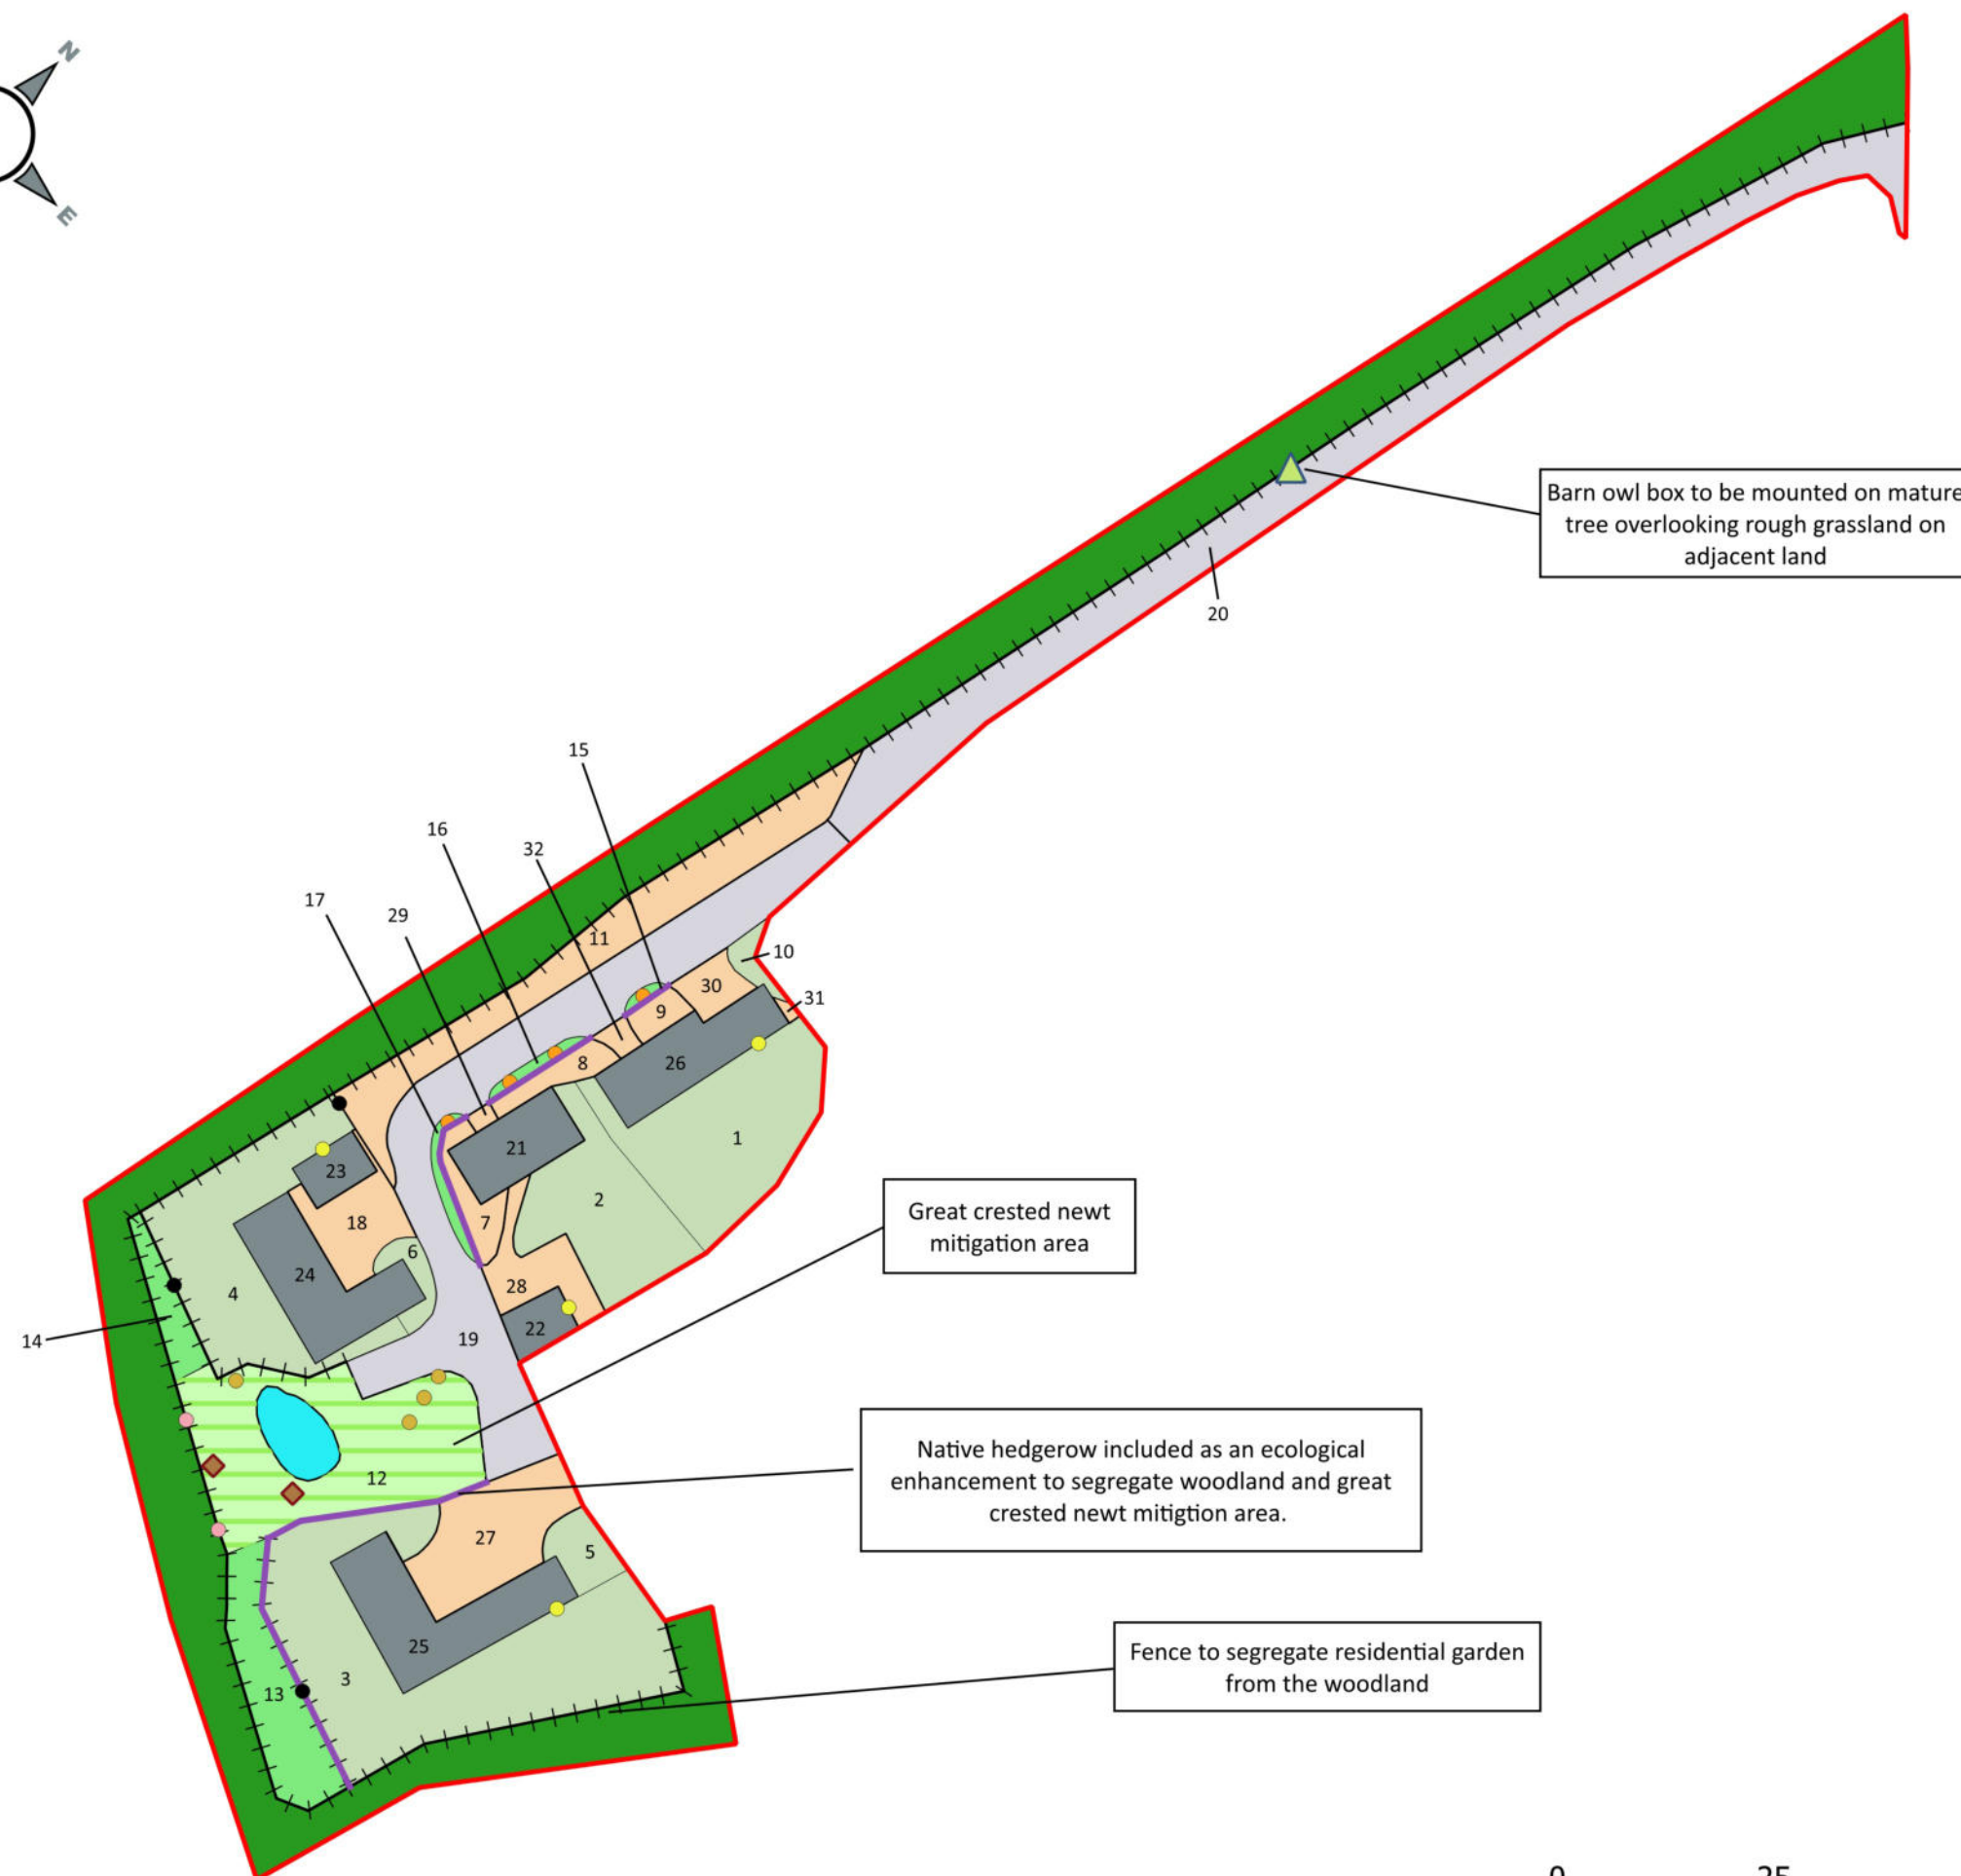 N
E
Barn owl box to be mounted on mature
tree overlooking rough grassland on
adjacent land
20
15
16
32
17
29
11
10
30
31
9
8
26
21
1
23
2
18
7
6
24
28
4
22
19
14
Great crested newt
mitigation area
12
Native hedgerow included as an ecological
enhancement to segregate woodland and great
crested newt mitigtion area.
27
5
25
3
13
Fence to segregate residential garden
from the woodland
0 25